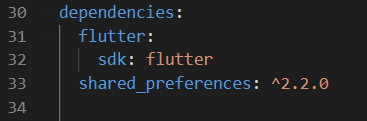 30 dependencies:
31   flutter:
32     sdk: flutter
33   shared_preferences: ^2.2.0
34